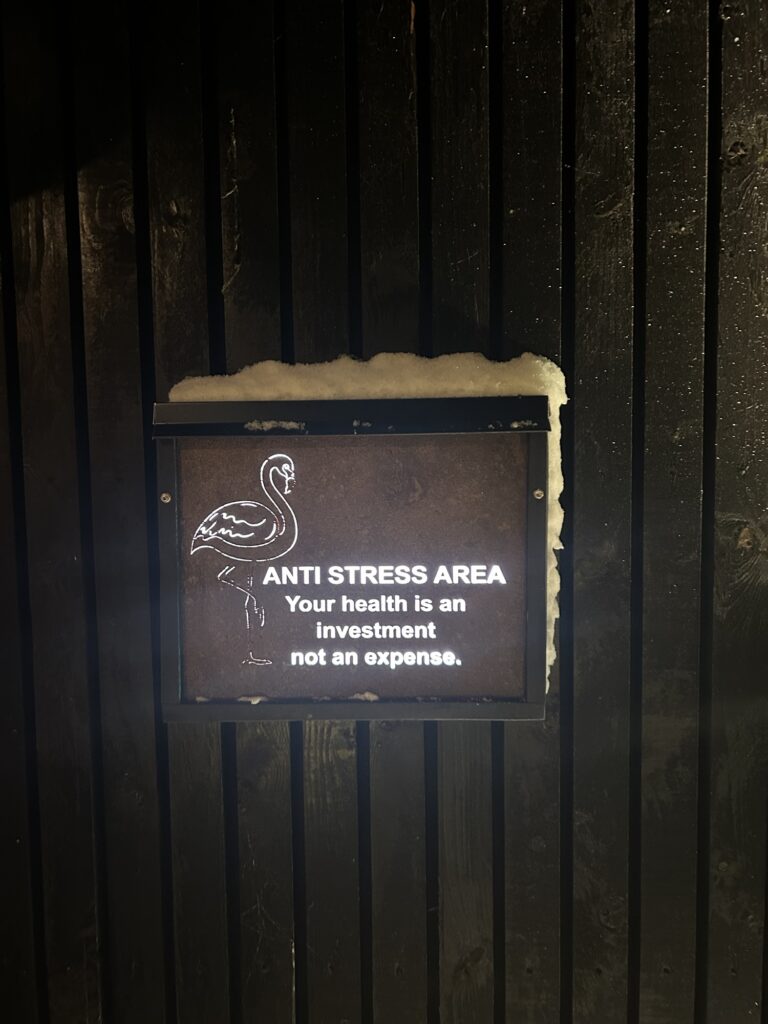 ANTI STRESS AREA
Your health is an
investment
not an expense.